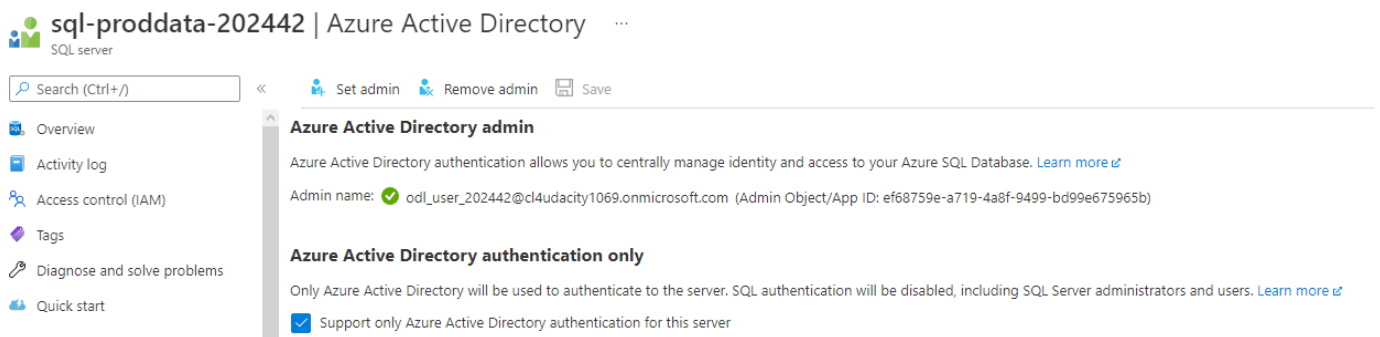 sql-proddata-202442 | Azure Active Directory ...
SQL server
Search (Ctrl+/)
«
Set admin
Remove admin
Save
Overview
Activity log
Access control (IAM)
Tags
Diagnose and solve problems
Quick start
Azure Active Directory admin
Azure Active Directory authentication allows you to centrally manage identity and access to your Azure SQL Database. Learn more
Admin name: odl_user_202442@cl4udacity1069.onmicrosoft.com (Admin Object/App ID: ef68759e-a719-4a8f-9499-bd99e675965b)
Azure Active Directory authentication only
Only Azure Active Directory will be used to authenticate to the server. SQL authentication will be disabled, including SQL Server administrators and users. Learn more
Support only Azure Active Directory authentication for this server